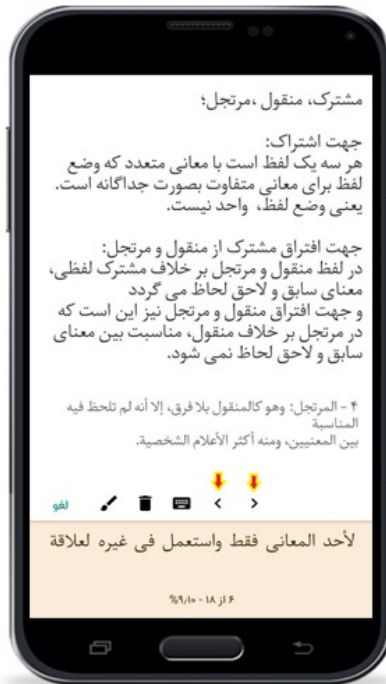 مشترک، منقول ،مرتجل؛
جهت اشتراک:
هر سه یک لفظ است با معانی متعدد که وضع
لفظ برای معانی متفاوت بصورت جداگانه است.
یعنی وضع لفظ، واحد نیست.
جهت افتراق مشترک از منقول و مرتجل:
در لفظ منقول و مرتجل بر خلاف مشترک لفظی،
معنای سابق و لاحق لحاظ می گردد
و جهت افتراق منقول و مرتجل نیز این است که
در مرتجل بر خلاف منقول، مناسبت بین معنای
سابق و لاحق لحاظ نمی شود.
۴ - المرتجل: وهو كالمنقول بلا فرق، إلا أنه لم تلحظ فيه
المناسبة
بين المعنيين، ومنه أكثر الأعلام الشخصية.
لغو
لأحد المعانی فقط واستعمل فی غیره لعلاقة
۶ از ۱۸ - ۹٫۱۰%